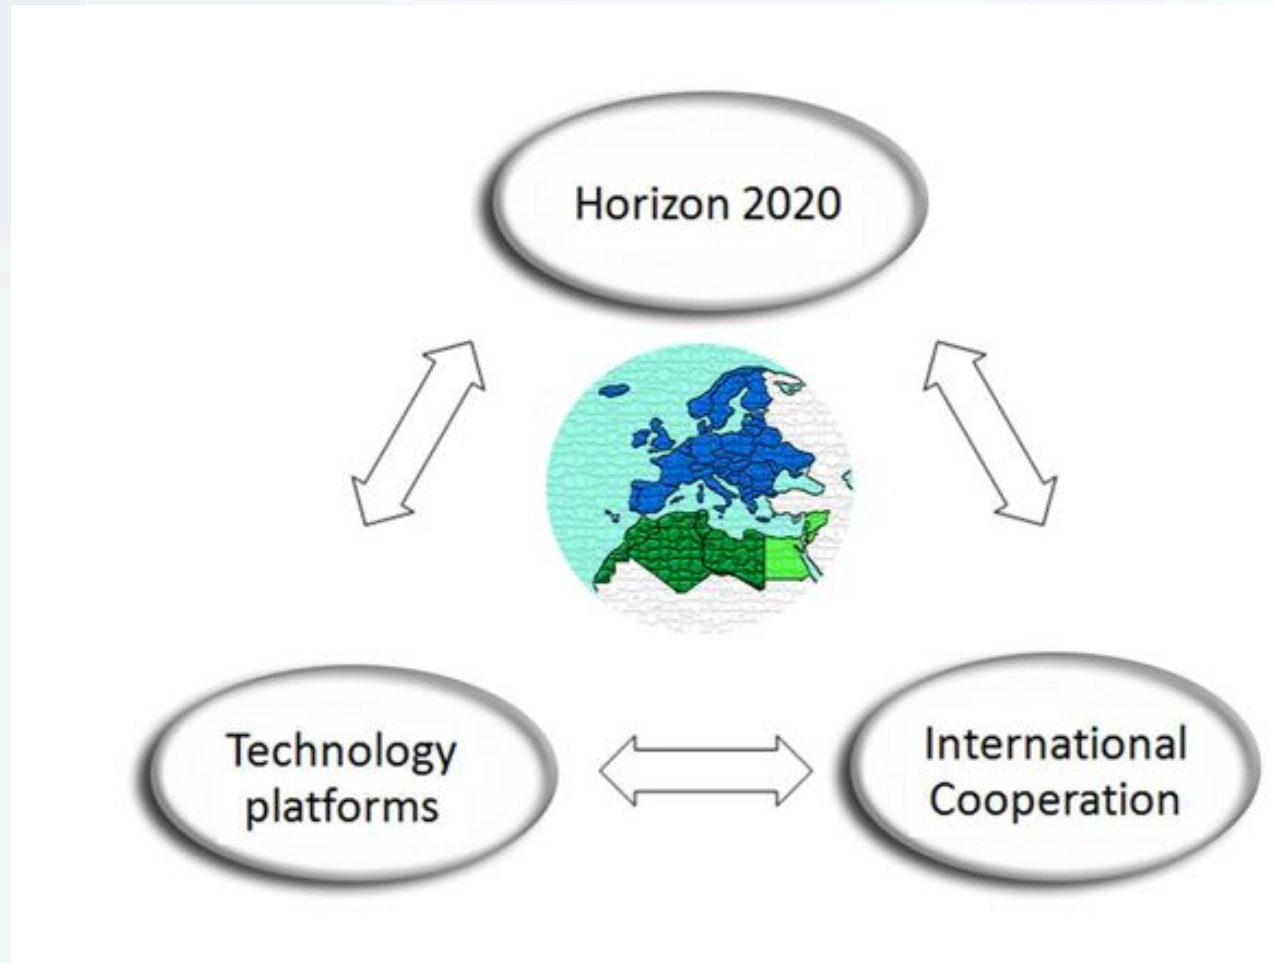 Horizon 2020
Technology
platforms
International
Cooperation